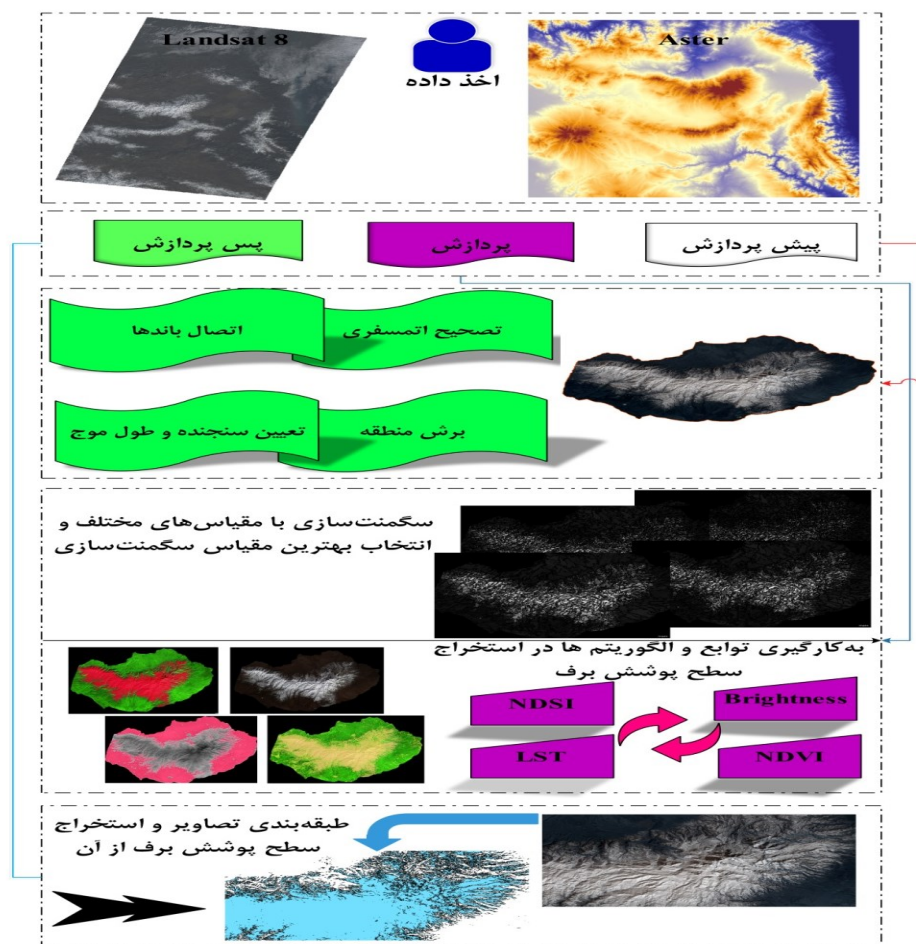 Landsat 8
Aster
اخذ داده
پیش پردازش
پردازش
پس پردازش
تصحیح اتمسفری
اتصال باندها
برش منطقه
تعیین سنجنده و طول موج
سگمنت‌سازی با مقیاس‌های مختلف و
انتخاب بهترین مقیاس سگمنت‌سازی
به‌کارگیری توابع و الگوریتم ها در استخراج
سطح پوشش برف
NDSI
Brightness
LST
NDVI
طبقه‌بندی تصاویر و استخراج
سطح پوشش برف از آن